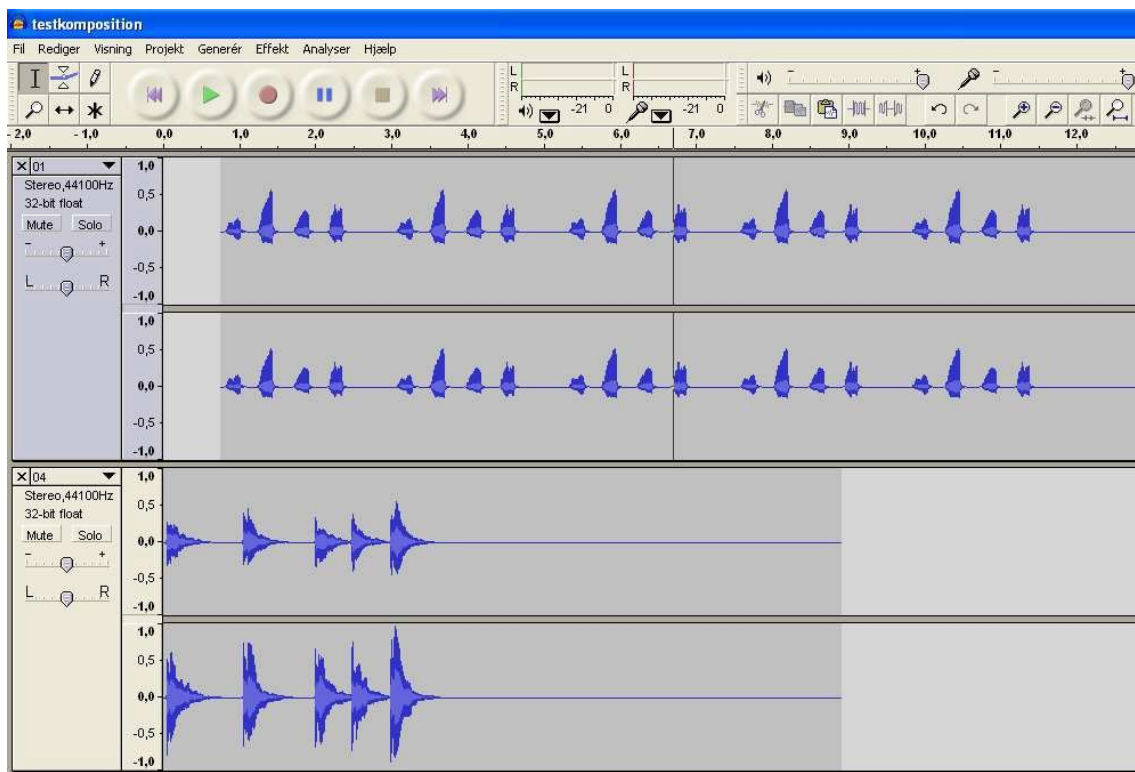 testkomposition
Fil Rediger Visning Projekt Generér Effekt Analyser Hjælp
L
R
-21 0
L
R
-21 0
- 2,0 - 1,0 0,0 1,0 2,0 3,0 4,0 5,0 6,0 7,0 8,0 9,0 10,0 11,0 12,0
01
Stereo,44100Hz
32-bit float
Mute Solo
- +
L R
1,0
0,5
0,0
-0,5
-1,0
1,0
0,5
0,0
-0,5
-1,0
04
Stereo,44100Hz
32-bit float
Mute Solo
- +
L R
1,0
0,5
0,0
-0,5
-1,0
1,0
0,5
0,0
-0,5
-1,0